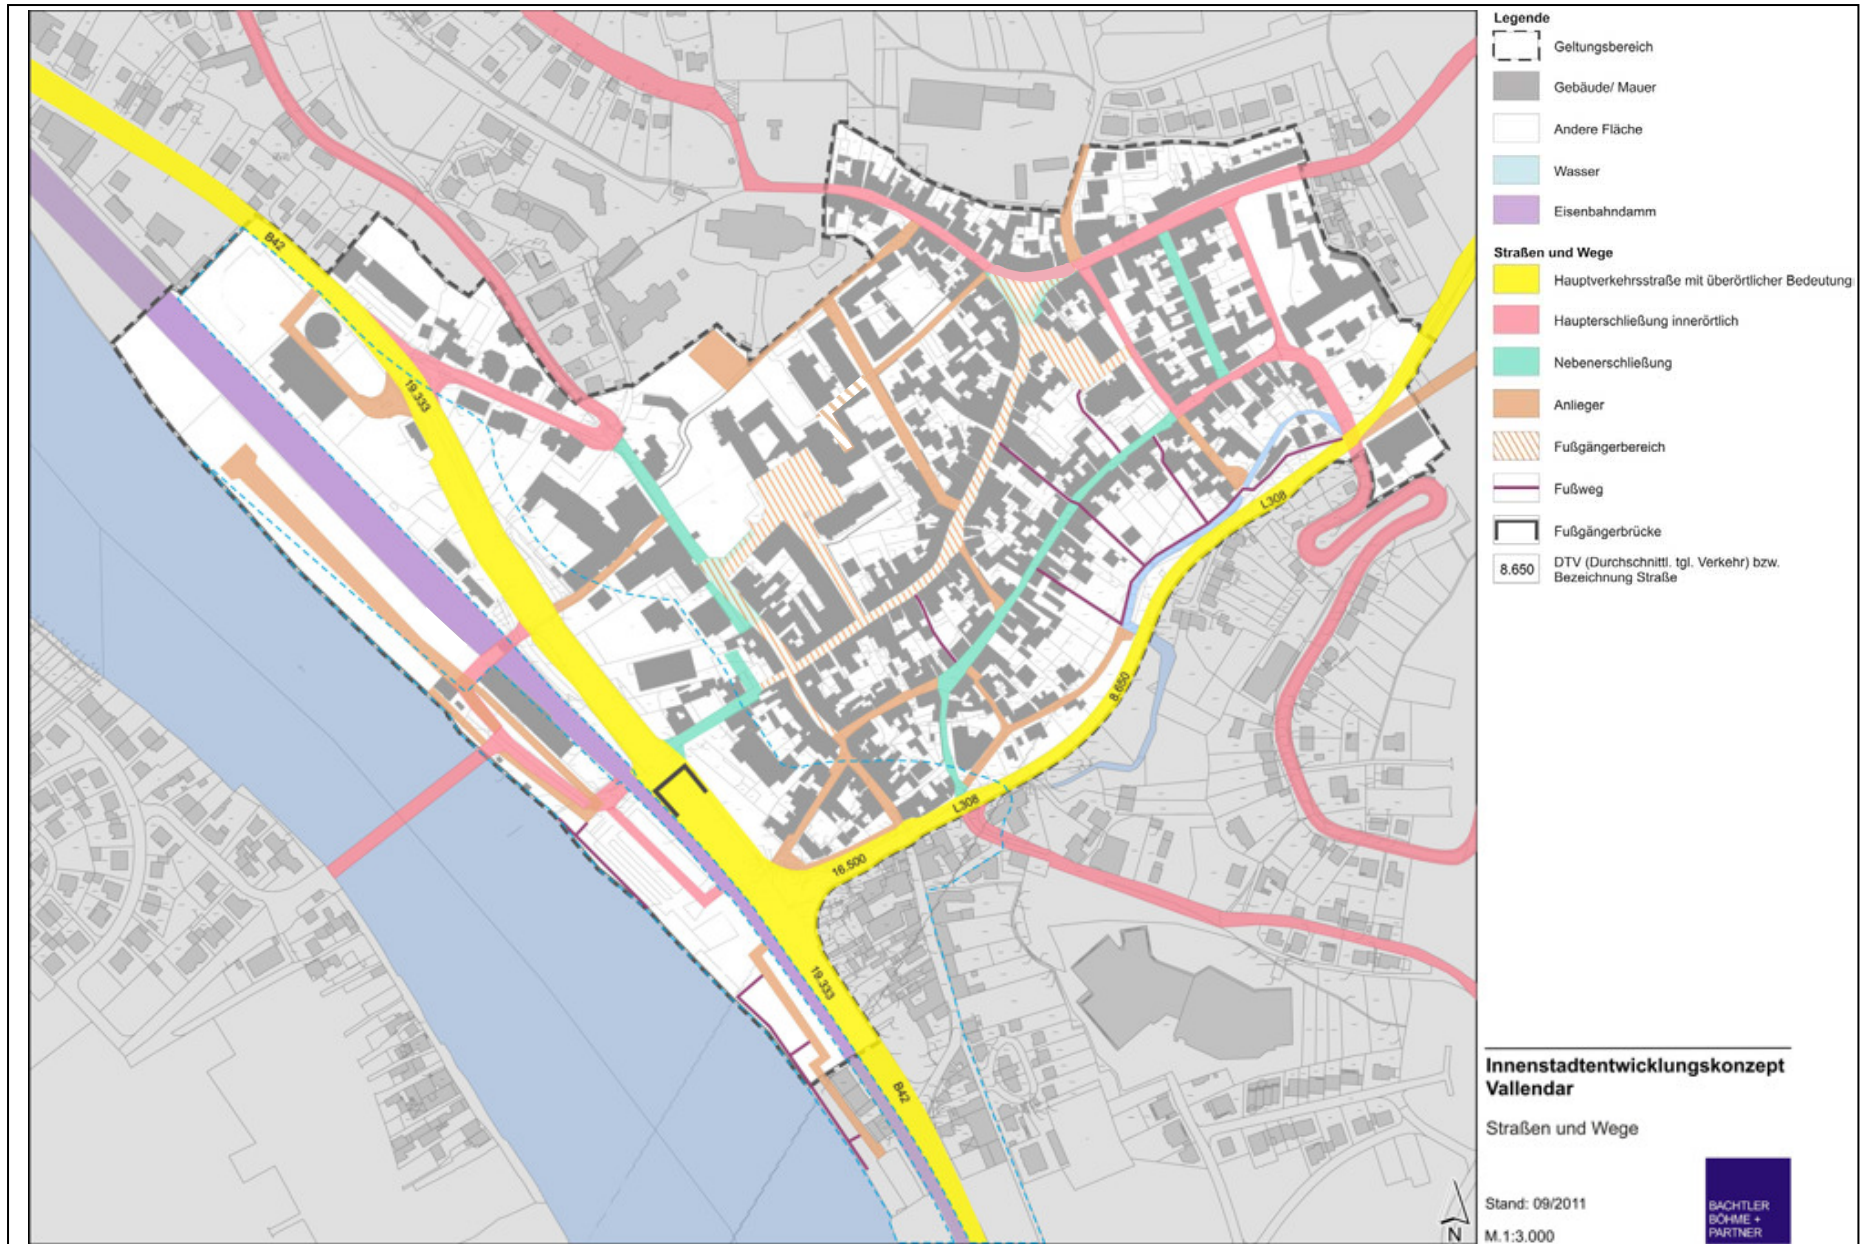 Legende
Geltungsbereich
Gebäude/ Mauer
Andere Fläche
Wasser
Eisenbahndamm
Straßen und Wege
Hauptverkehrsstraße mit überörtlicher Bedeutung
Haupterschließung innerörtlich
Nebenerschließung
Anlieger
Fußgängerbereich
Fußweg
Fußgängerbrücke
8.650
DTV (Durchschnittl. tgl. Verkehr) bzw.
Bezeichnung Straße
B42
19.333
L308
8.650
L308
16.500
19.333
B42
Innenstadtentwicklungskonzept
Vallendar
Straßen und Wege
Stand: 09/2011
M.1:3.000
N
BACHTLER
BÖHME +
PARTNER